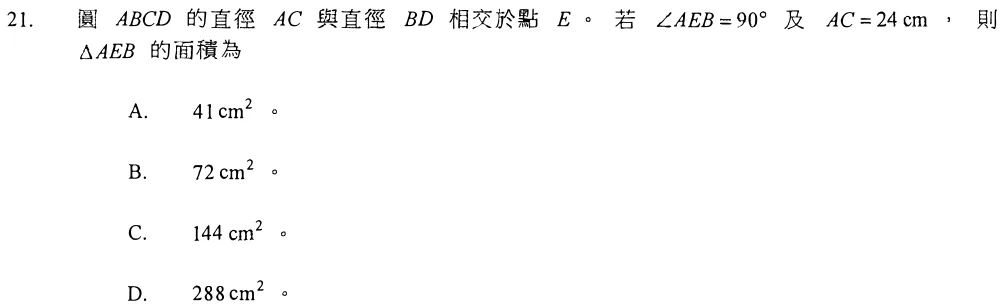 21. 圓 ABCD 的直徑 AC 與直徑 BD 相交於點 E。若 ∠AEB = 90° 及 AC = 24 cm，則
ΔAEB 的面積為
A. 41 cm²。
B. 72 cm²。
C. 144 cm²。
D. 288 cm²。